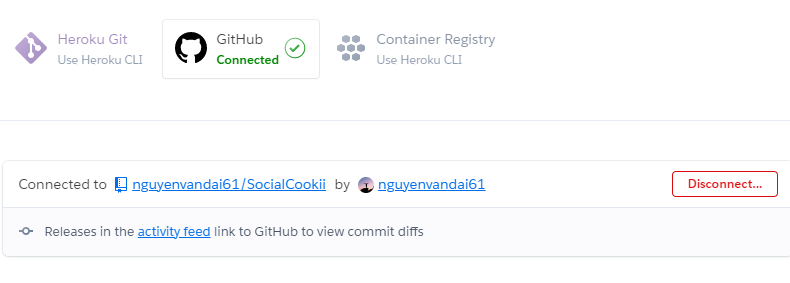 Heroku Git
Use Heroku CLI
GitHub
Connected
Container Registry
Use Heroku CLI
Connected to nguyenvandai61/SocialCookii by nguyenvandai61
Disconnect...
Releases in the activity feed link to GitHub to view commit diffs